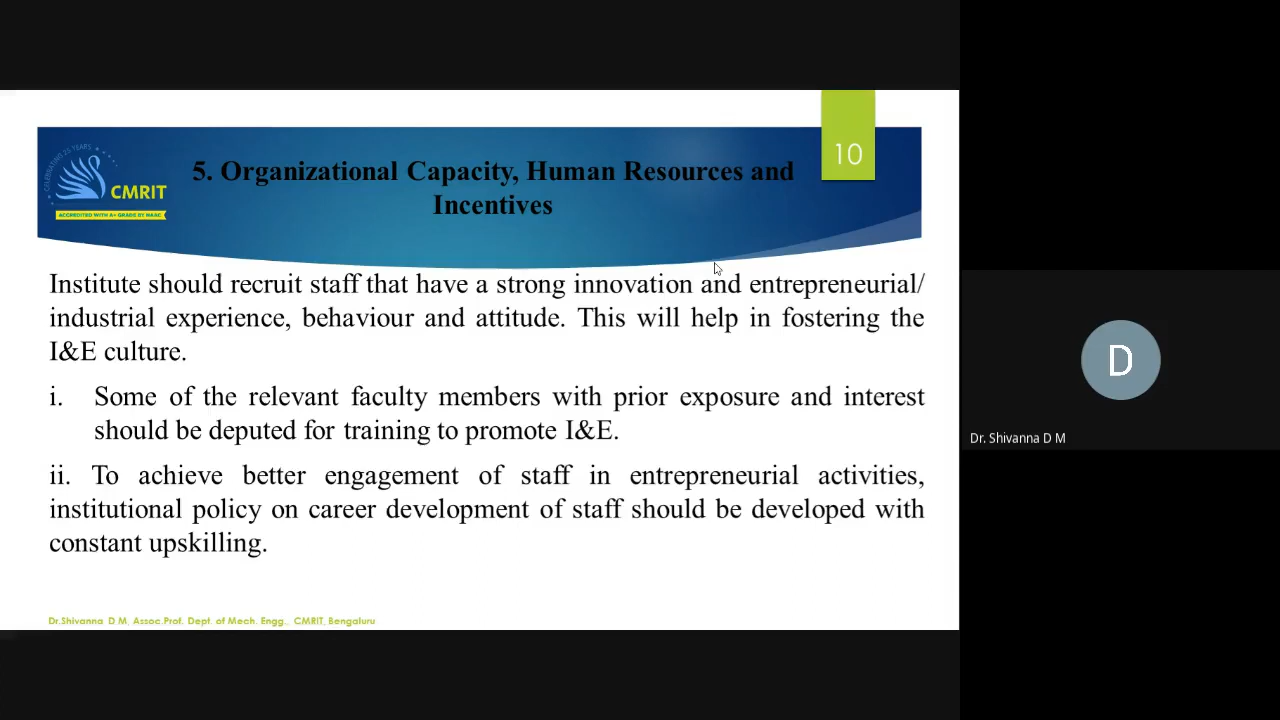 10
CELEBRATING 25 YEARS
CMRIT
ACCREDITED WITH A+ GRADE BY NAAC
5. Organizational Capacity, Human Resources and
Incentives
Institute should recruit staff that have a strong innovation and entrepreneurial/
industrial experience, behaviour and attitude. This will help in fostering the
I&E culture.
i. Some of the relevant faculty members with prior exposure and interest
should be deputed for training to promote I&E.
ii. To achieve better engagement of staff in entrepreneurial activities,
institutional policy on career development of staff should be developed with
constant upskilling.
Dr.Shivanna D M, Assoc.Prof. Dept. of Mech. Engg., CMRIT, Bengaluru
D
Dr. Shivanna D M